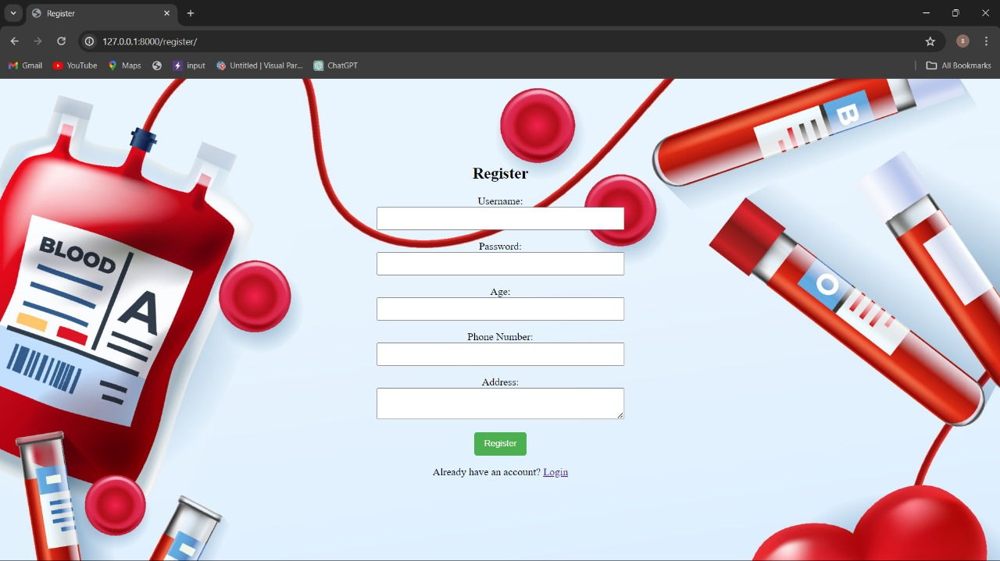 Register
127.0.0.1:8000/register/
S
Gmail YouTube Maps input Untitled | Visual Par... ChatGPT All Bookmarks
Register
Username:
Password:
Age:
Phone Number:
Address:
Register
Already have an account? Login
BLOOD
A
B
O